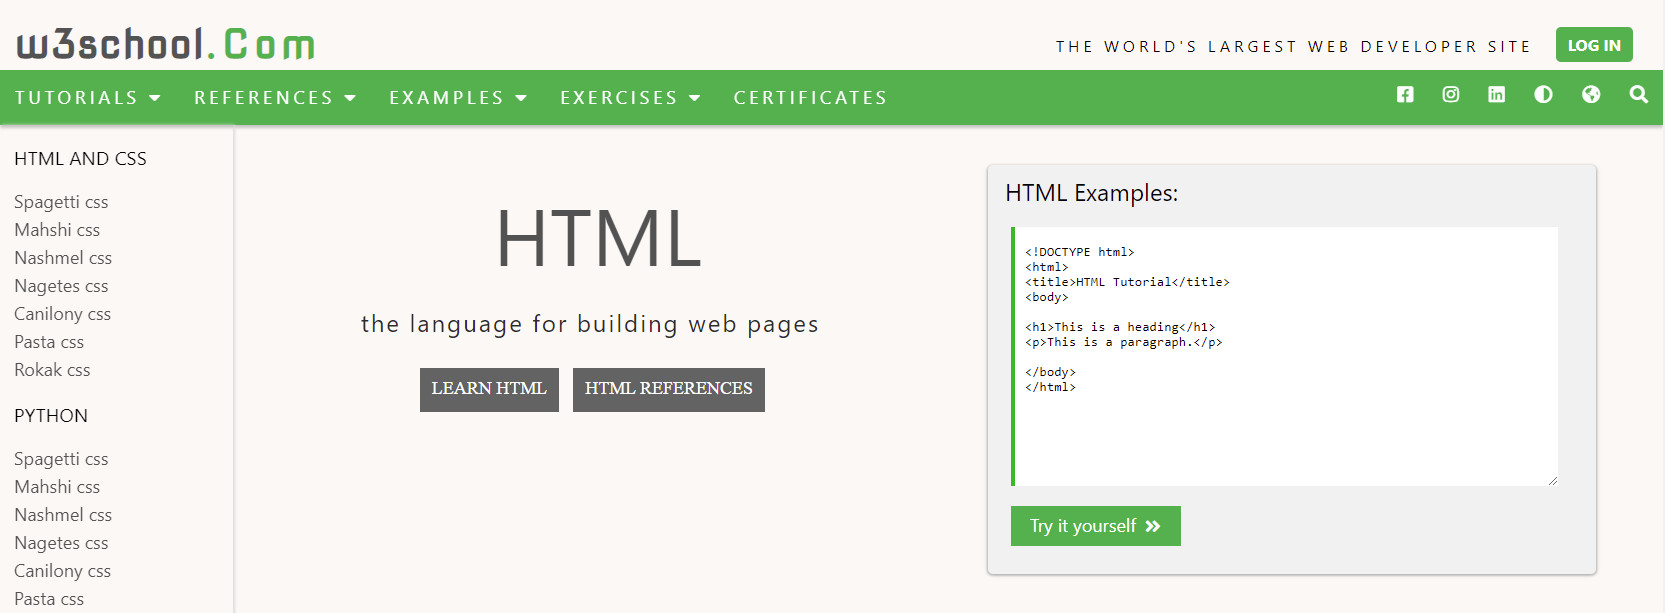 w3school.Com
THE WORLD'S LARGEST WEB DEVELOPER SITE
LOG IN
TUTORIALS REFERENCES EXAMPLES EXERCISES CERTIFICATES
HTML AND CSS
Spagetti css
Mahshi css
Nashmel css
Nagetes css
Canilony css
Pasta css
Rokak css
PYTHON
Spagetti css
Mahshi css
Nashmel css
Nagetes css
Canilony css
Pasta css
HTML
the language for building web pages
LEARN HTML
HTML REFERENCES
HTML Examples:
<!DOCTYPE html>
<html>
<title>HTML Tutorial</title>
<body>
<h1>This is a heading</h1>
<p>This is a paragraph.</p>
</body>
</html>
Try it yourself